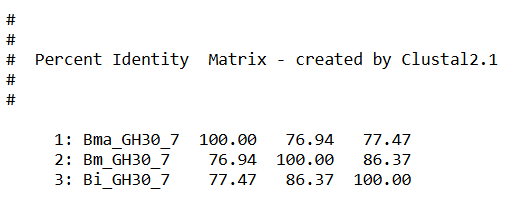 #
#
#  Percent Identity  Matrix - created by Clustal2.1
#
#
1: Bma_GH30_7  100.00   76.94   77.47
2: Bm_GH30_7   76.94  100.00   86.37
3: Bi_GH30_7   77.47   86.37  100.00